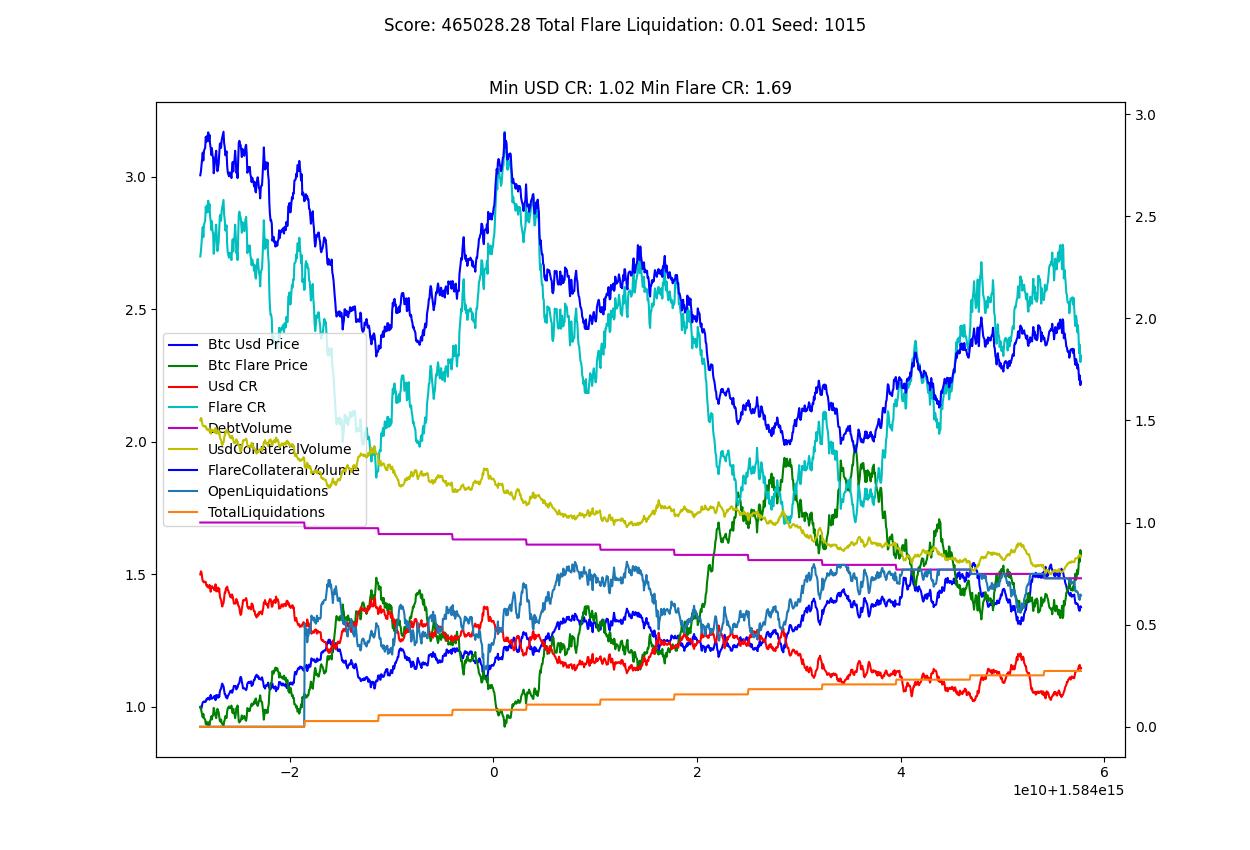 Score: 465028.28 Total Flare Liquidation: 0.01 Seed: 1015
Min USD CR: 1.02 Min Flare CR: 1.69
3.0
2.5
2.0
1.5
1.0
Btc Usd Price
Btc Flare Price
Usd CR
Flare CR
DebtVolume
UsdCollateralVolume
FlareCollateralVolume
OpenLiquidations
TotalLiquidations
3.0
2.5
2.0
1.5
1.0
0.5
0.0
−2 0 2 4 6
1e10+1.584e15